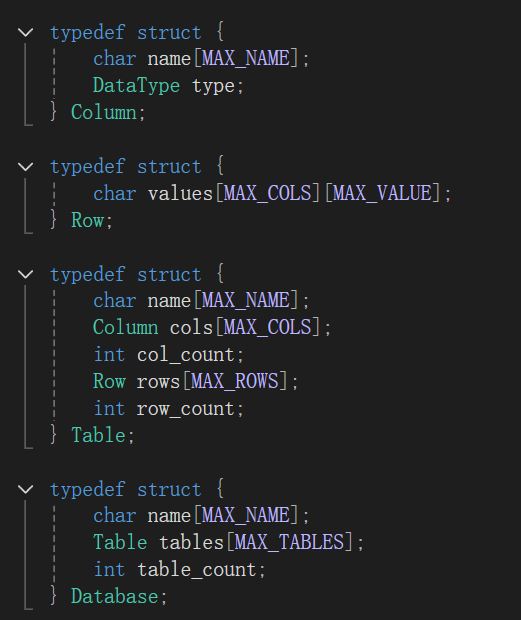 typedef struct {
    char name[MAX_NAME];
    DataType type;
} Column;
typedef struct {
    char values[MAX_COLS][MAX_VALUE];
} Row;
typedef struct {
    char name[MAX_NAME];
    Column cols[MAX_COLS];
    int col_count;
    Row rows[MAX_ROWS];
    int row_count;
} Table;
typedef struct {
    char name[MAX_NAME];
    Table tables[MAX_TABLES];
    int table_count;
} Database;